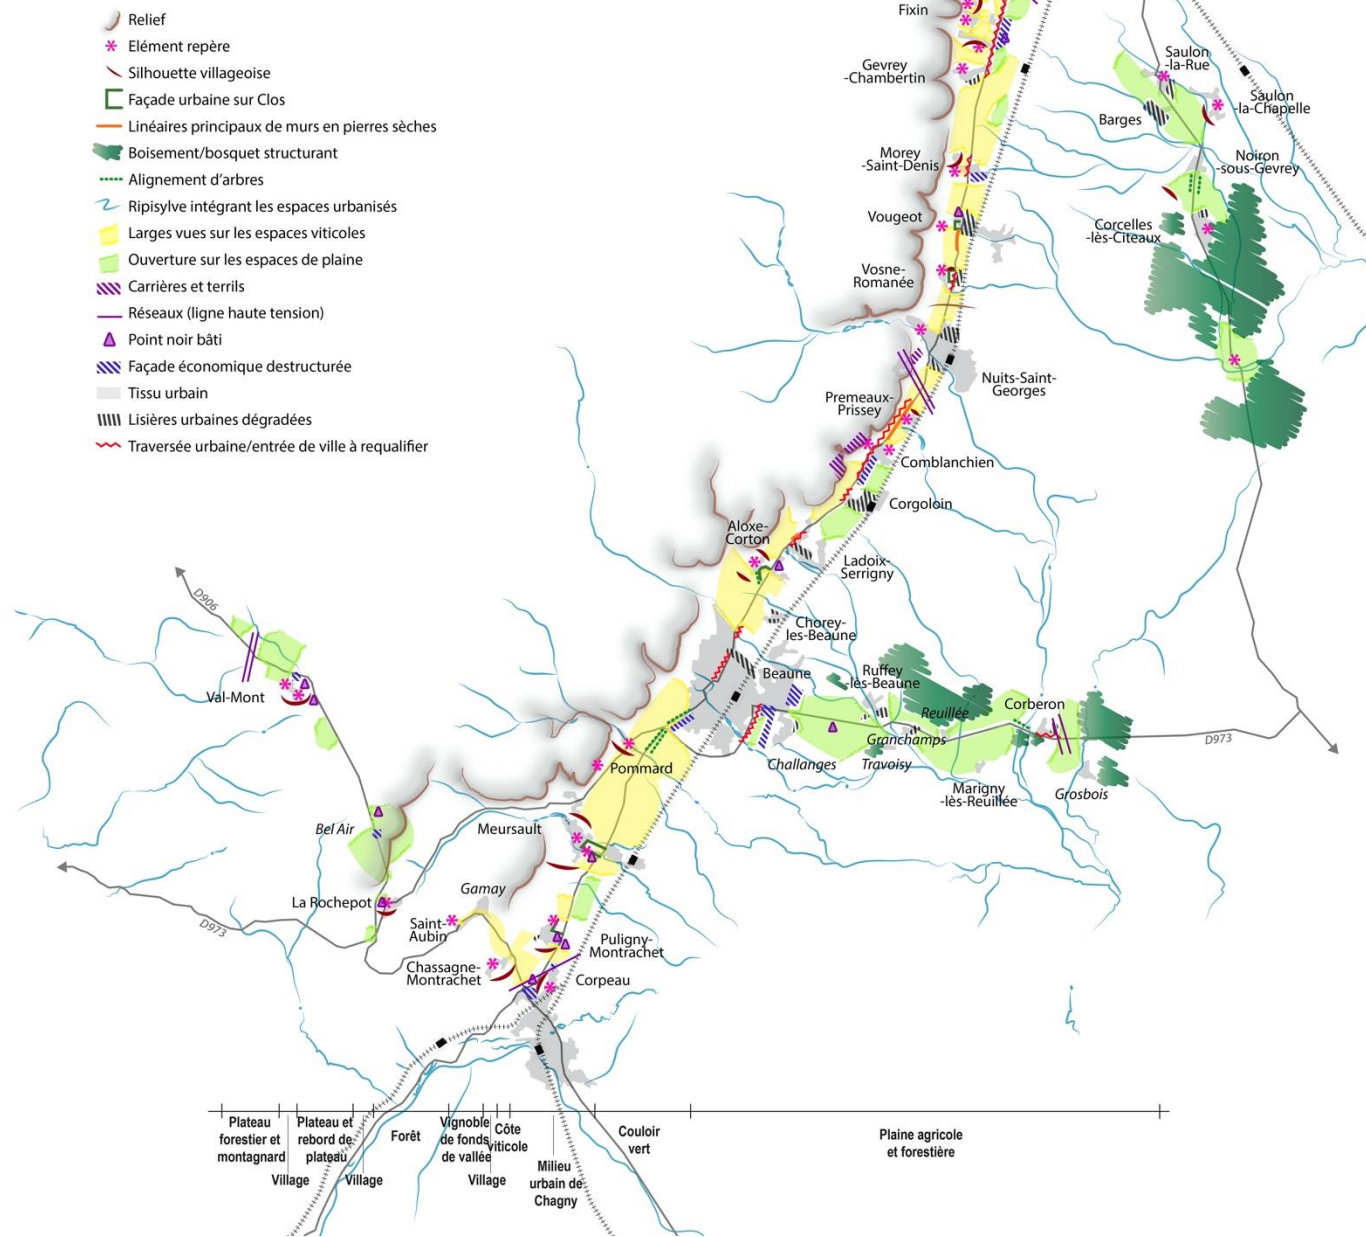 Relief
Elément repère
Silhouette villageoise
Façade urbaine sur Clos
Linéaires principaux de murs en pierres sèches
Boisement/bosquet structurant
Alignement d'arbres
Ripisylve intégrant les espaces urbanisés
Larges vues sur les espaces viticoles
Ouverture sur les espaces de plaine
Carrières et terrils
Réseaux (ligne haute tension)
Point noir bâti
Façade économique destructurée
Tissu urbain
Lisières urbaines dégradées
Traversée urbaine/entrée de ville à requalifier
Fixin
Gevrey
-Chambertin
Saulon
-la-Rue
Saulon
-la-Chapelle
Barges
Morey
-Saint-Denis
Noiron
-sous-Gevrey
Vougeot
Corcelles
-lès-Citeaux
Vosne-
Romanée
Nuits-Saint-
Georges
Premeaux-
Prissey
Comblanchien
Corgoloin
Aloxe-
Corton
Ladoix-
Serrigny
D906
Chorey-
les-Beaune
Beaune
Ruffey
-lès-Beaune
Val-Mont
Reuillée
Corberon
Granchamps
D973
Pommard
Challanges
Travoisy
Marigny
-lès-Reuillée
Grosbois
Bel Air
Meursault
Gamay
La Rochepot
D973
Saint-
Aubin
Puligny-
Montrachet
Chassagne-
Montrachet
Corpeau
Plateau
forestier et
montagnard
Village
Plateau et
rebord de
plateau
Village
Forêt
Vignoble
de fonds
de vallée
Village
Côte
viticole
Milieu
urbain de
Chagny
Couloir
vert
Plaine agricole
et forestière